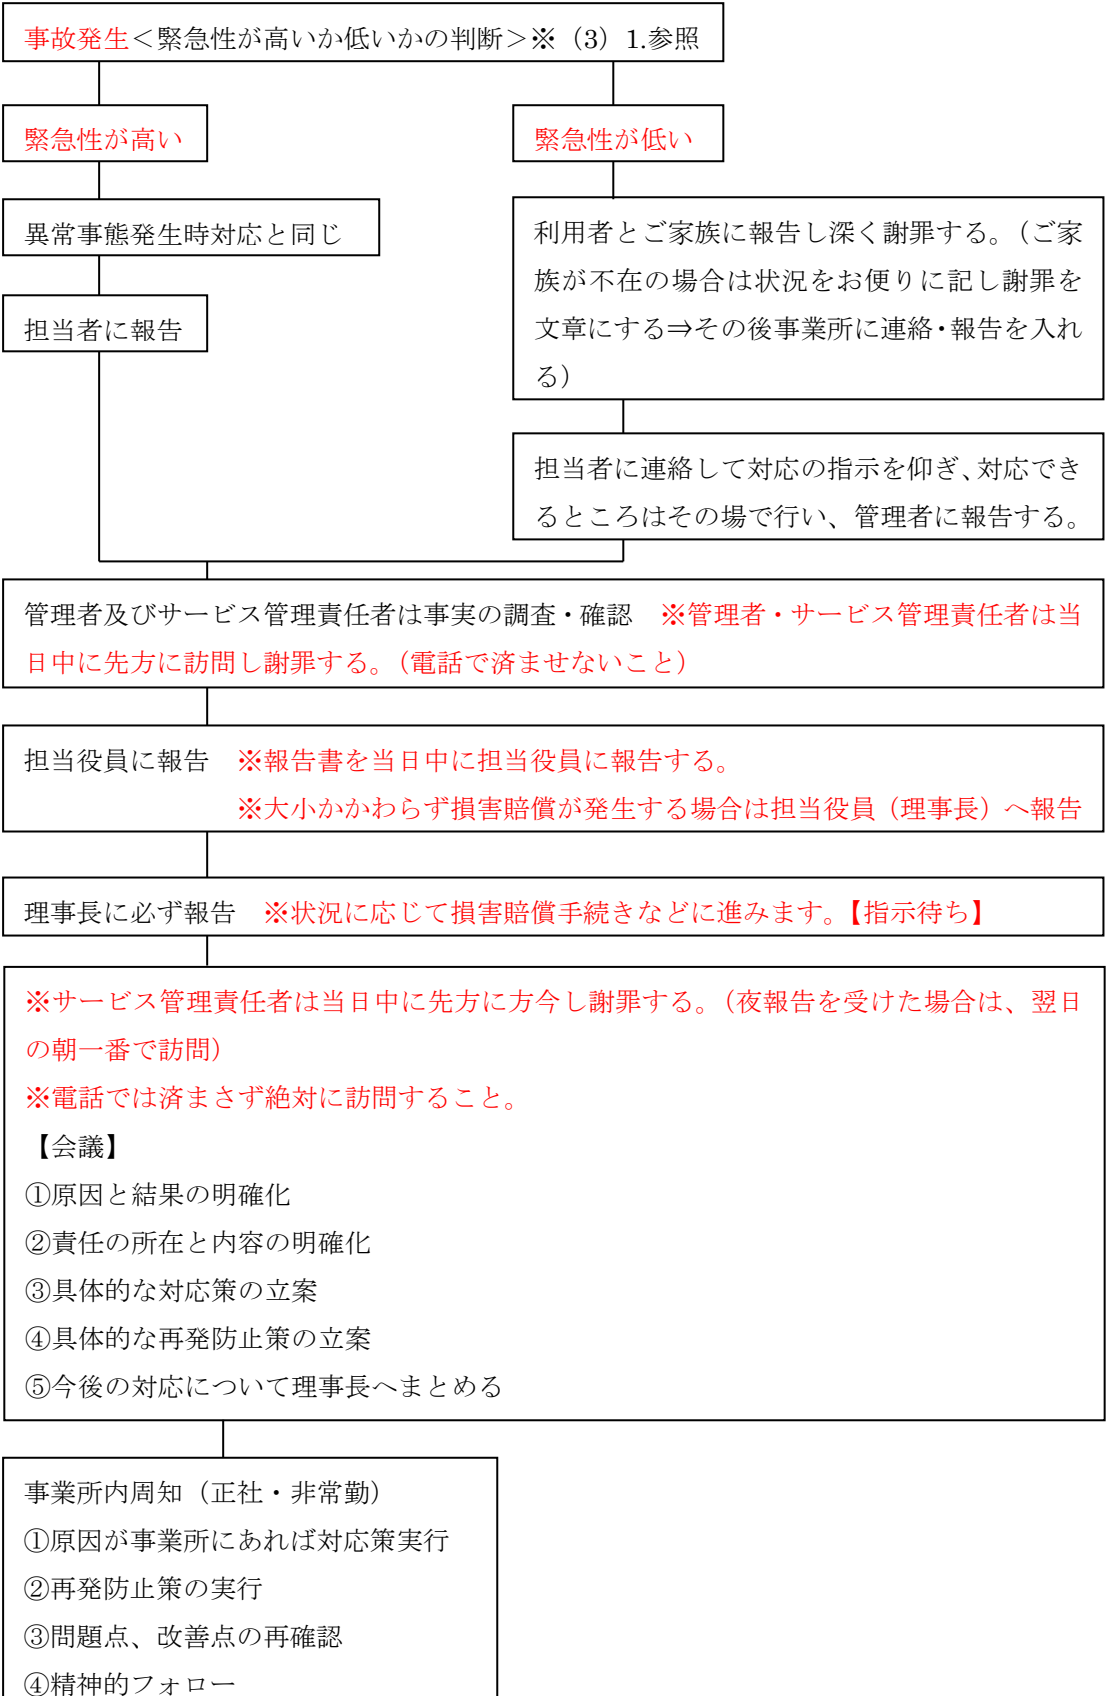 事故発生＜緊急性が高いか低いかの判断＞※（3）1.参照
緊急性が高い
緊急性が低い
異常事態発生時対応と同じ
担当者に報告
利用者とご家族に報告し深く謝罪する。（ご家
族が不在の場合は状況をお便りに記し謝罪を
文章にする⇒その後事業所に連絡・報告を入れ
る）
担当者に連絡して対応の指示を仰ぎ、対応でき
るところはその場で行い、管理者に報告する。
管理者及びサービス管理責任者は事実の調査・確認　※管理者・サービス管理責任者は当
日中に先方に訪問し謝罪する。（電話で済ませないこと）
担当役員に報告　※報告書を当日中に担当役員に報告する。
※大小かかわらず損害賠償が発生する場合は担当役員（理事長）へ報告
理事長に必ず報告　※状況に応じて損害賠償手続きなどに進みます。【指示待ち】
※サービス管理責任者は当日中に先方に方今し謝罪する。（夜報告を受けた場合は、翌日
の朝一番で訪問）
※電話では済まさず絶対に訪問すること。
【会議】
①原因と結果の明確化
②責任の所在と内容の明確化
③具体的な対応策の立案
④具体的な再発防止策の立案
⑤今後の対応について理事長へまとめる
事業所内周知（正社・非常勤）
①原因が事業所にあれば対応策実行
②再発防止策の実行
③問題点、改善点の再確認
④精神的フォロー